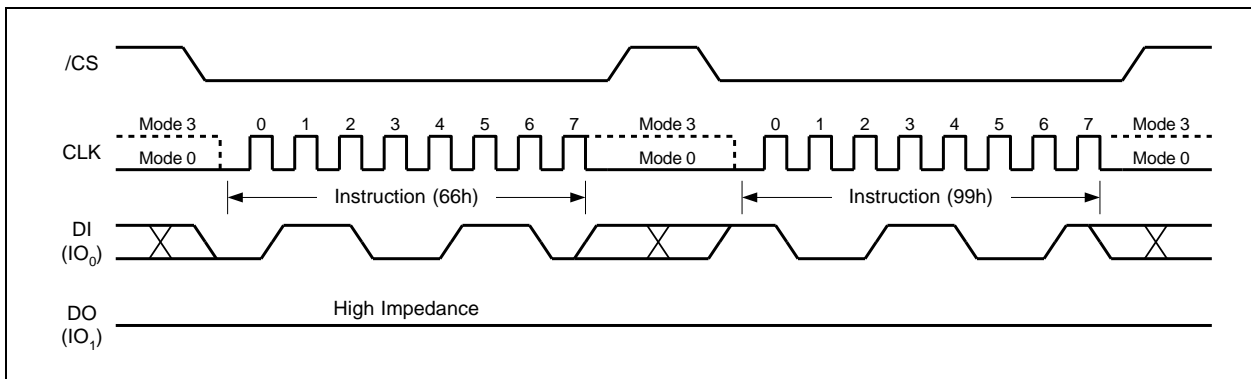 /CS
Mode 3 0 1 2 3 4 5 6 7 Mode 3 0 1 2 3 4 5 6 7 Mode 3
CLK
Mode 0 Mode 0 Mode 0
Instruction (66h) Instruction (99h)
DI
(IO₀)
High Impedance
DO
(IO₁)